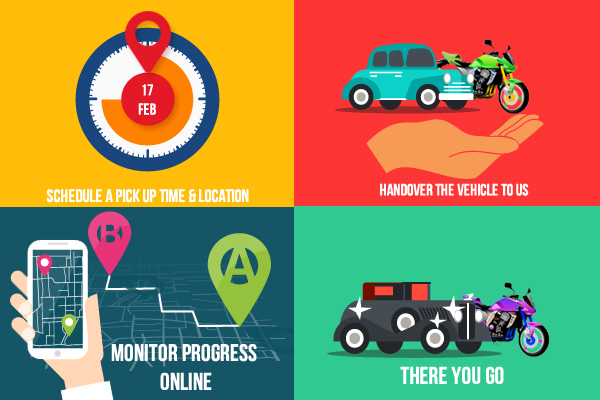 17
FEB
SCHEDULE A PICK UP TIME & LOCATION
HANDOVER THE VEHICLE TO US
B
A
MONITOR PROGRESS
ONLINE
THERE YOU GO